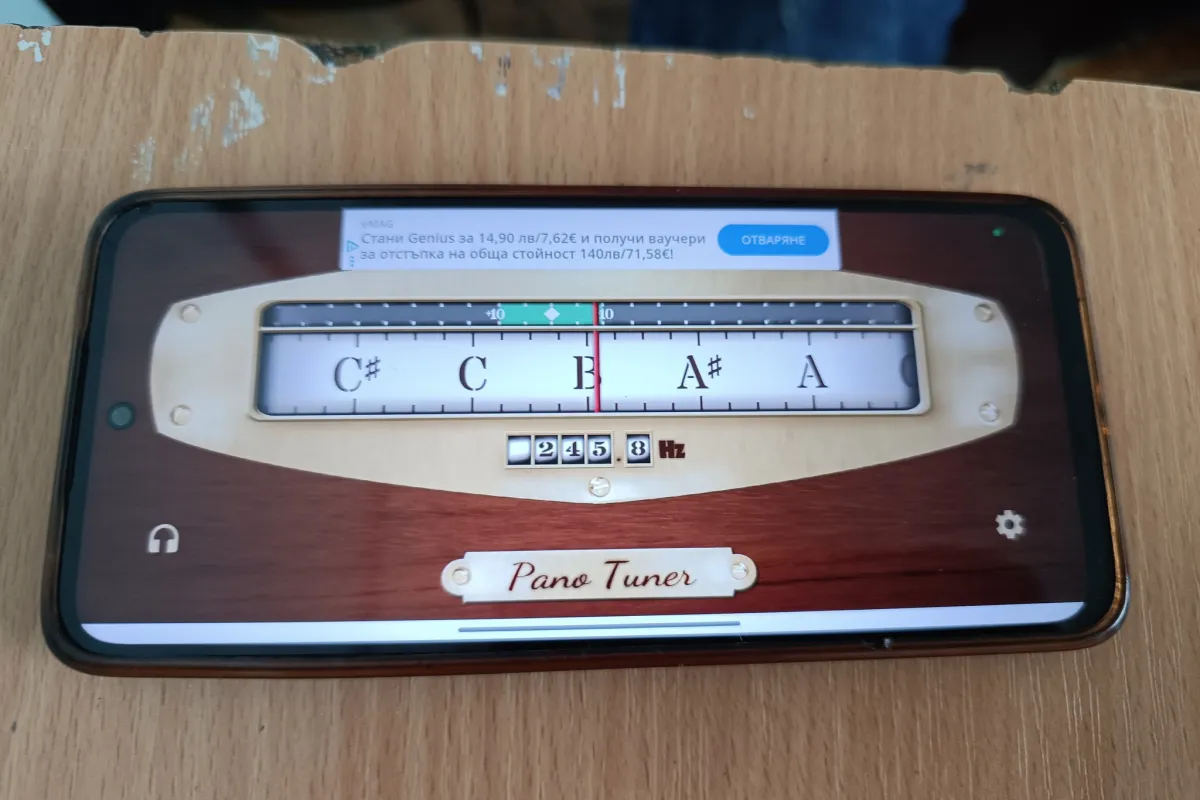 eMAG
Стани Genius за 14,90 лв/7,62€ и получи ваучери
за отстъпка на обща стойност 140лв/71,58€!
ОТВАРЯНЕ
+10 -10
C♯ C B A♯ A
245.8 Hz
Pano Tuner